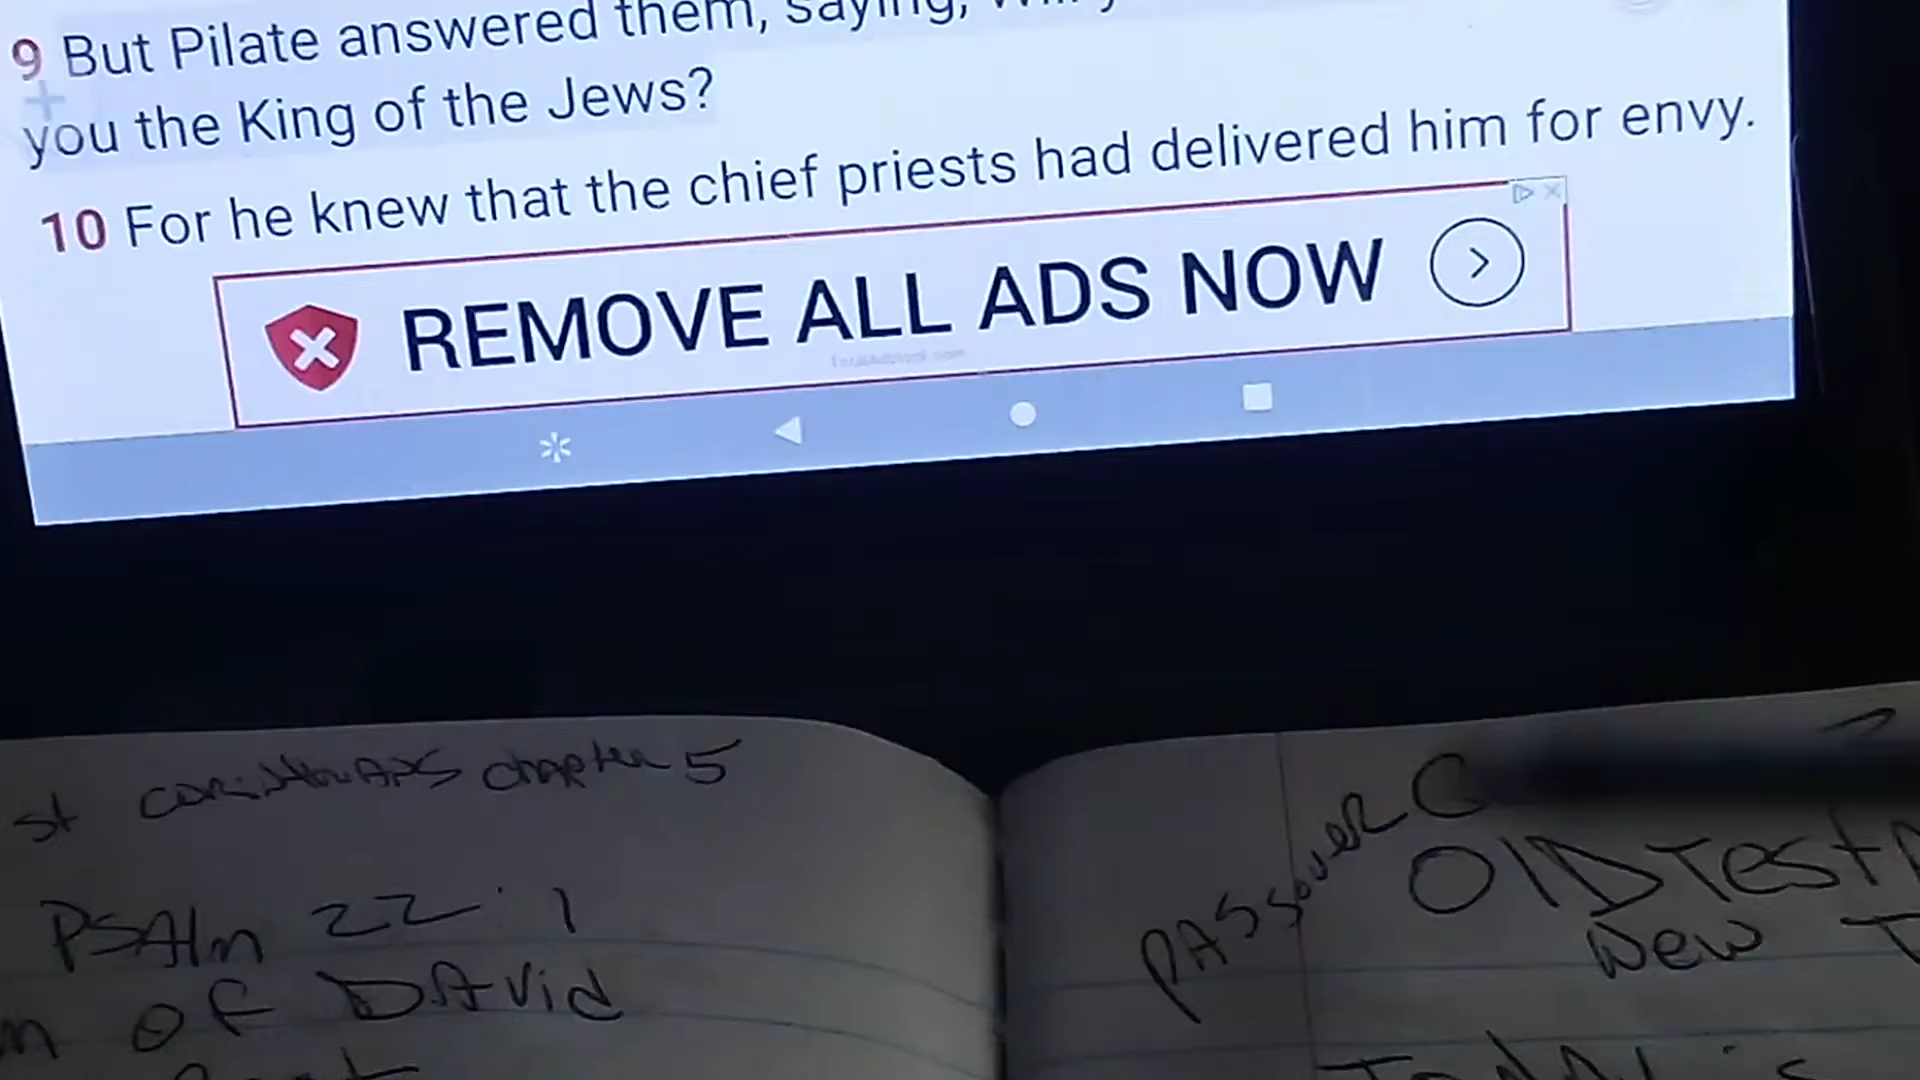 9 But Pilate answered them, saying,
you the King of the Jews?
10 For he knew that the chief priests had delivered him for envy.
REMOVE ALL ADS NOW
st chapter 5
PSAlm 22:1
of DAvid
PASSover
OlD Test
New T